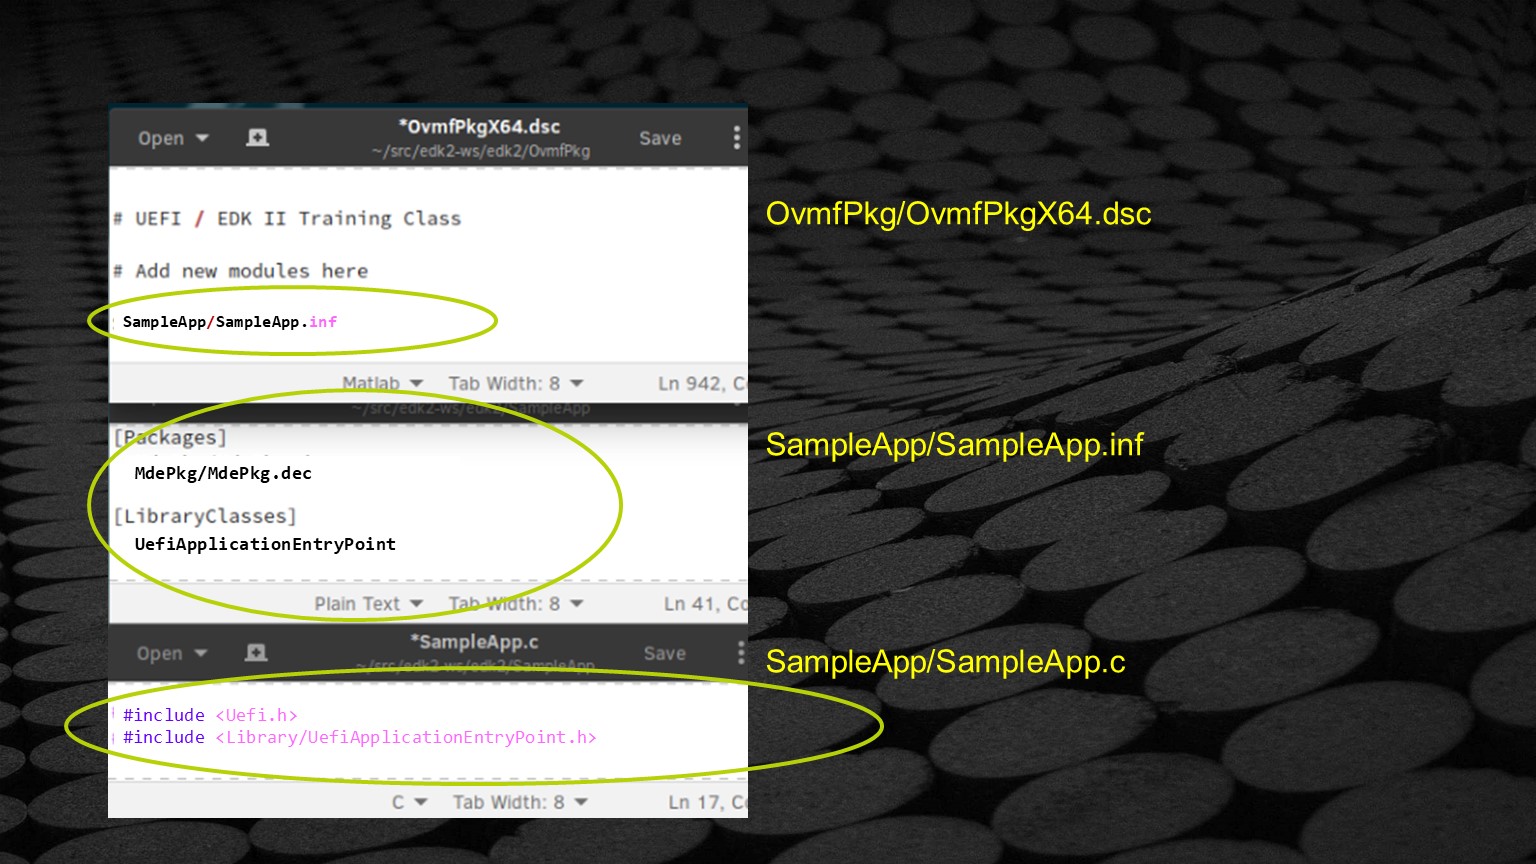 *OvmfPkgX64.dsc
Open Save
~/src/edk2-ws/edk2/OvmfPkg
# UEFI / EDK II Training Class
OvmfPkg/OvmfPkgX64.dsc
# Add new modules here
SampleApp/SampleApp.inf
Matlab Tab Width: 8 Ln 942, Co
~/src/edk2-ws/edk2/SampleApp
[Packages]
SampleApp/SampleApp.inf
MdePkg/MdePkg.dec
[LibraryClasses]
UefiApplicationEntryPoint
Plain Text Tab Width: 8 Ln 41, Co
*SampleApp.c
Open Save
~/src/edk2-ws/edk2/SampleApp
SampleApp/SampleApp.c
#include <Uefi.h>
#include <Library/UefiApplicationEntryPoint.h>
C Tab Width: 8 Ln 17, Co